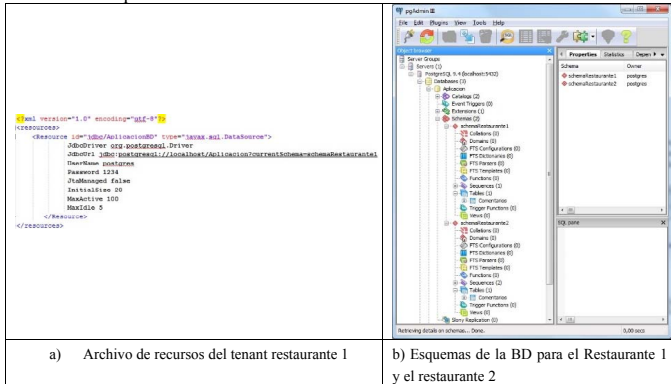 <?xml version="1.0" encoding="utf-8"?>
<resources>
<Resource id="jdbc/AplicacionBD" type="javax.sql.DataSource">
JdbcDriver org.postgresql.Driver
JdbcUrl jdbc:postgresql://localhost/Aplicacion?currentSchema=schemaRestaurante1
UserName postgres
Password 1234
JtaManaged false
InitialSize 20
MaxActive 100
MaxIdle 5
</Resource>
</resources>
a) Archivo de recursos del tenant restaurante 1
pgAdmin III
File Edit Plugins View Tools Help
Object browser
Server Groups
Servers (1)
PostgreSQL 9.4 (localhost:5432)
Databases (2)
Aplicacion
Catalogs (2)
Event Triggers (0)
Extensions (1)
Schemas (2)
schemaRestaurante1
Collations (0)
Domains (0)
FTS Configurations (0)
FTS Dictionaries (0)
FTS Parsers (0)
FTS Templates (0)
Functions (0)
Sequences (1)
Tables (1)
Comentarios
Trigger Functions (0)
Views (0)
schemaRestaurante2
Collations (0)
Domains (0)
FTS Configurations (0)
FTS Dictionaries (0)
FTS Parsers (0)
FTS Templates (0)
Functions (0)
Sequences (2)
Tables (1)
Comentarios
Trigger Functions (0)
Views (0)
Slony Replication (0)
Properties Statistics Depen
Schema Owner
schemaRestaurante1 postgres
schemaRestaurante2 postgres
SQL pane
Retrieving details on schemas... Done. 0,00 secs
b) Esquemas de la BD para el Restaurante 1
y el restaurante 2